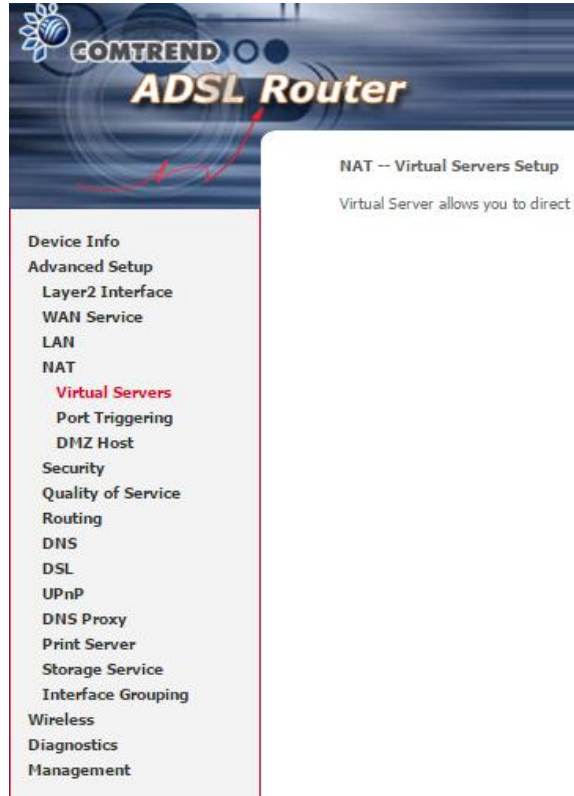 COMTREND
ADSL Router
NAT -- Virtual Servers Setup
Virtual Server allows you to direct
Device Info
Advanced Setup
Layer2 Interface
WAN Service
LAN
NAT
Virtual Servers
Port Triggering
DMZ Host
Security
Quality of Service
Routing
DNS
DSL
UPnP
DNS Proxy
Print Server
Storage Service
Interface Grouping
Wireless
Diagnostics
Management